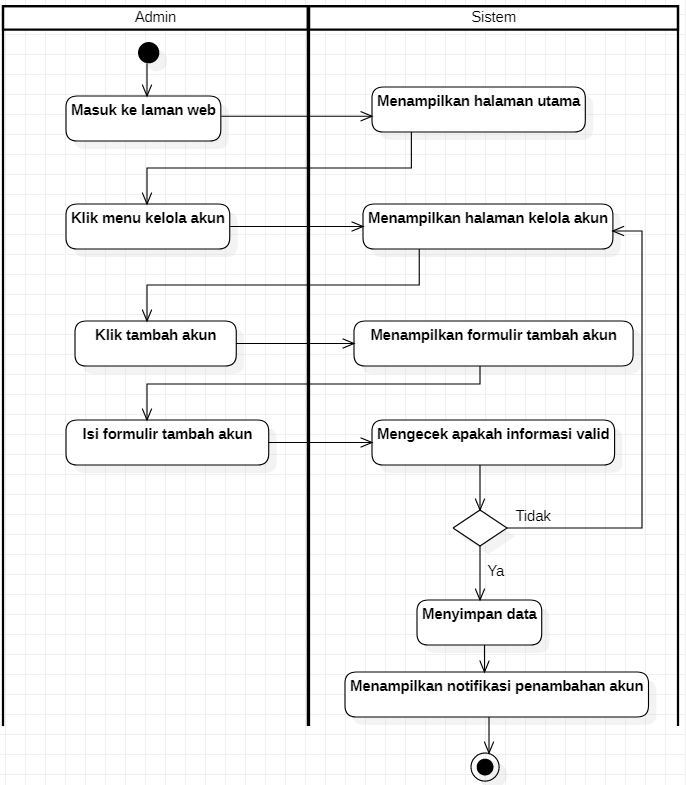 Admin
Sistem
Masuk ke laman web
Menampilkan halaman utama
Klik menu kelola akun
Menampilkan halaman kelola akun
Klik tambah akun
Menampilkan formulir tambah akun
Isi formulir tambah akun
Mengecek apakah informasi valid
Tidak
Ya
Menyimpan data
Menampilkan notifikasi penambahan akun